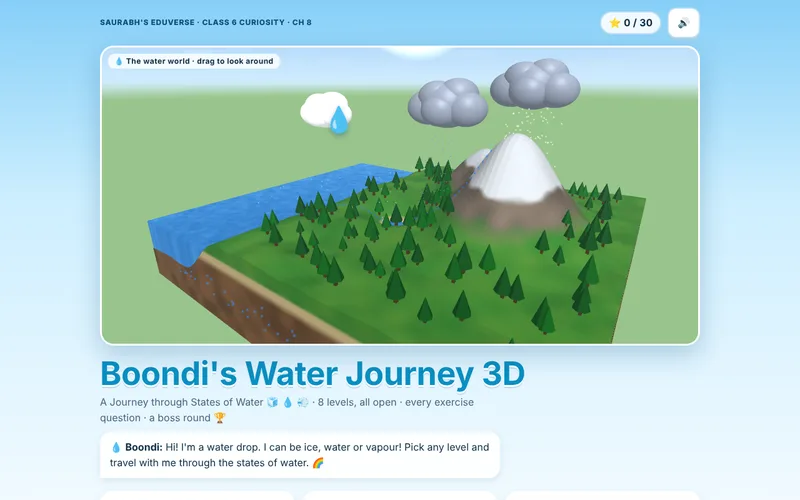 SAURABH'S EDUVERSE · CLASS 6 CURIOSITY · CH 8
⭐ 0 / 30
🔊
💧 The water world · drag to look around
Boondi's Water Journey 3D
A Journey through States of Water 🧊 💧 💨 · 8 levels, all open · every exercise
question · a boss round 🏆
💧 Boondi: Hi! I'm a water drop. I can be ice, water or vapour! Pick any level and
travel with me through the states of water. 🌈